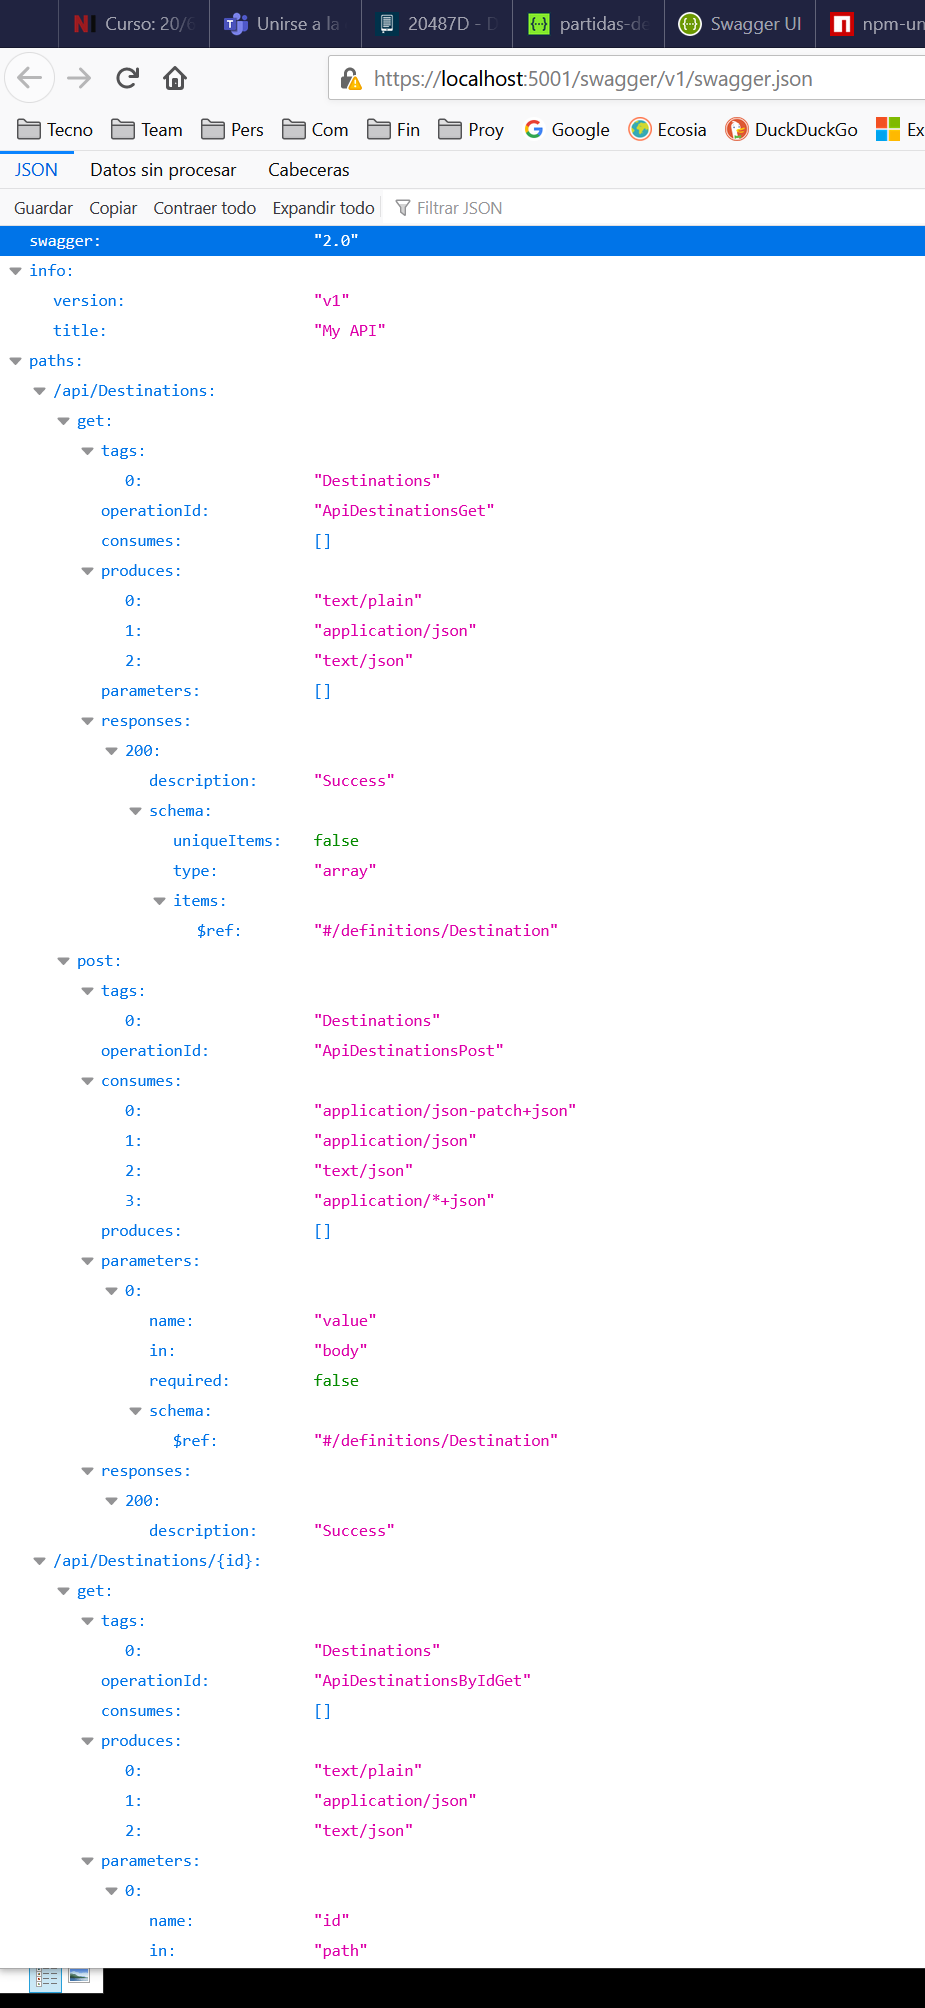 Curso: 20/6 Unirse a la 20487D - D partidas-de Swagger UI npm-un
https://localhost:5001/swagger/v1/swagger.json
Tecno Team Pers Com Fin Proy Google Ecosia DuckDuckGo Ex
JSON Datos sin procesar Cabeceras
Guardar Copiar Contraer todo Expandir todo Filtrar JSON
swagger: "2.0"
info:
version: "v1"
title: "My API"
paths:
/api/Destinations:
get:
tags:
0: "Destinations"
operationId: "ApiDestinationsGet"
consumes: []
produces:
0: "text/plain"
1: "application/json"
2: "text/json"
parameters: []
responses:
200:
description: "Success"
schema:
uniqueItems: false
type: "array"
items:
$ref: "#/definitions/Destination"
post:
tags:
0: "Destinations"
operationId: "ApiDestinationsPost"
consumes:
0: "application/json-patch+json"
1: "application/json"
2: "text/json"
3: "application/*+json"
produces: []
parameters:
0:
name: "value"
in: "body"
required: false
schema:
$ref: "#/definitions/Destination"
responses:
200:
description: "Success"
/api/Destinations/{id}:
get:
tags:
0: "Destinations"
operationId: "ApiDestinationsByIdGet"
consumes: []
produces:
0: "text/plain"
1: "application/json"
2: "text/json"
parameters:
0:
name: "id"
in: "path"